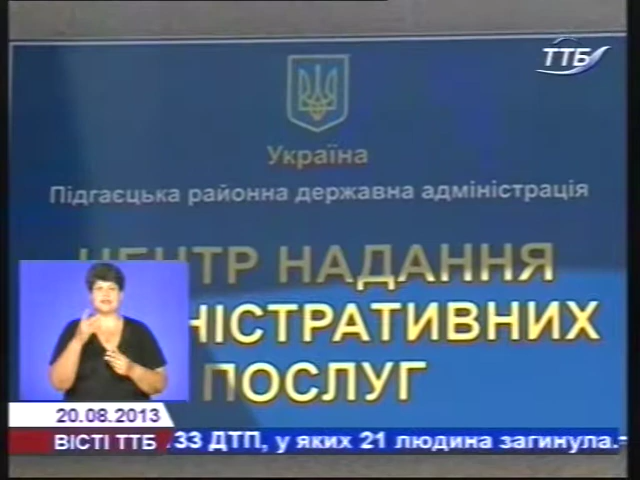 ТТБ
Україна
Підгаєцька районна державна адміністрація
ЦЕНТР НАДАННЯ
НІСТРАТИВНИХ
ПОСЛУГ
20.08.2013
ВІСТІ ТТБ
33 ДТП, у яких 21 людина загинула.